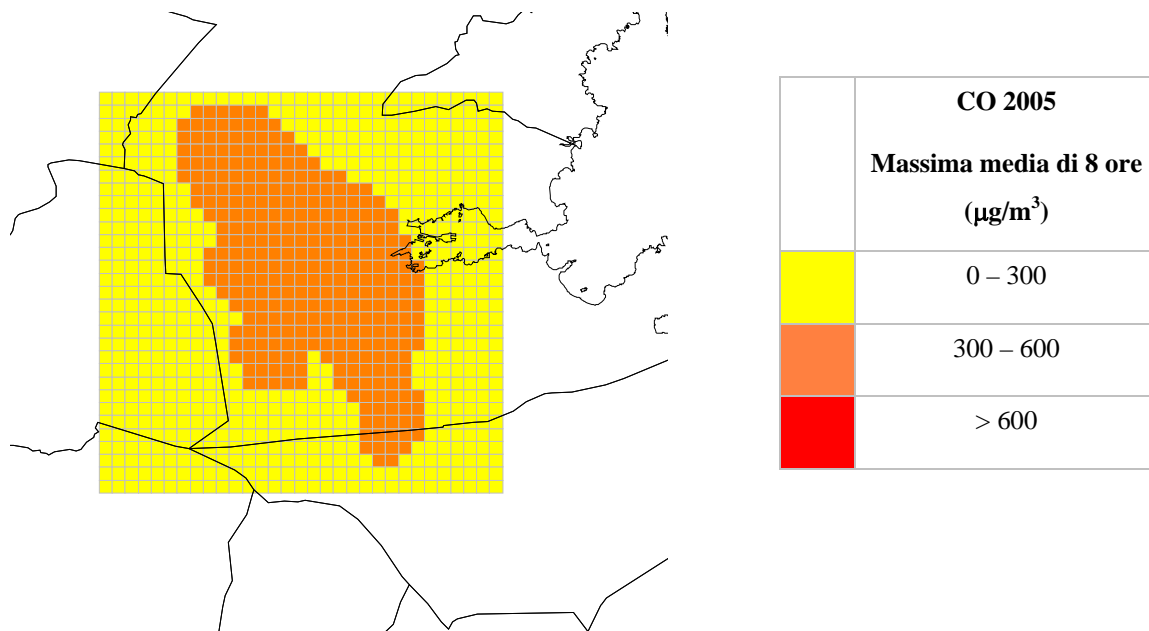 CO 2005
Massima media di 8 ore
(μg/m³)
0 – 300
300 – 600
> 600